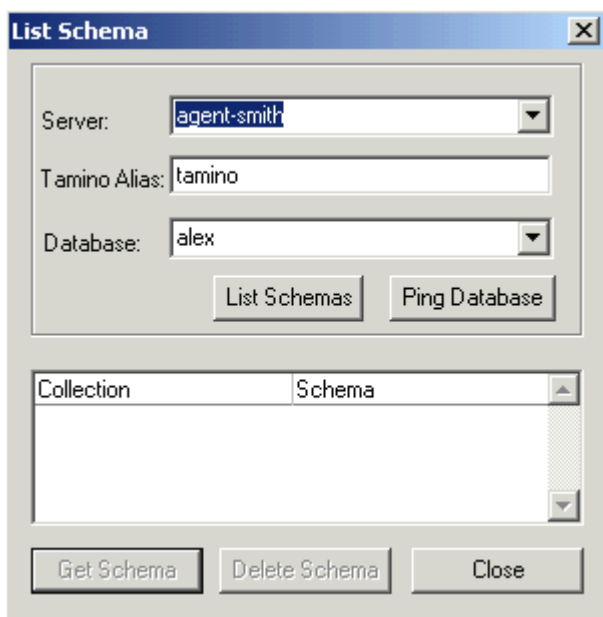 List Schema
Server: agent-smith
Tamino Alias: tamino
Database: alex
List Schemas Ping Database
Collection Schema
Get Schema Delete Schema Close